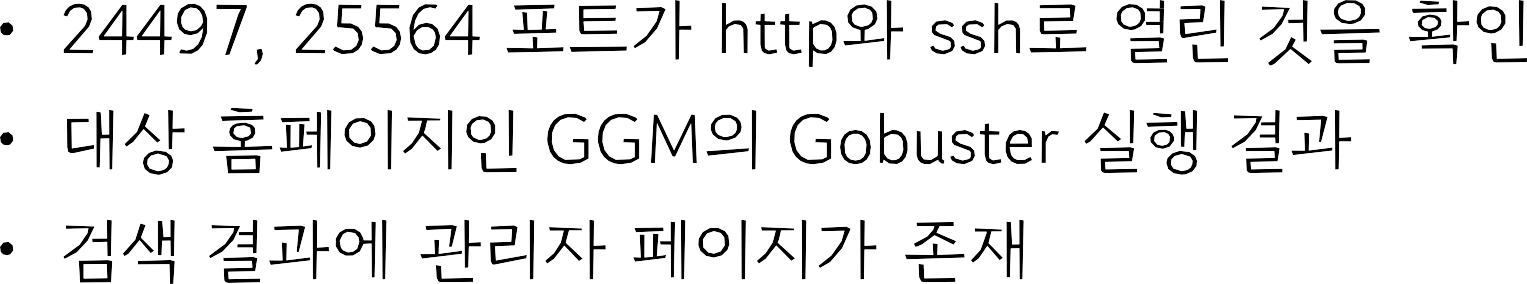 • 24497, 25564 포트가 http와 ssh로 열린 것을 확인
• 대상 홈페이지인 GGM의 Gobuster 실행 결과
• 검색 결과에 관리자 페이지가 존재